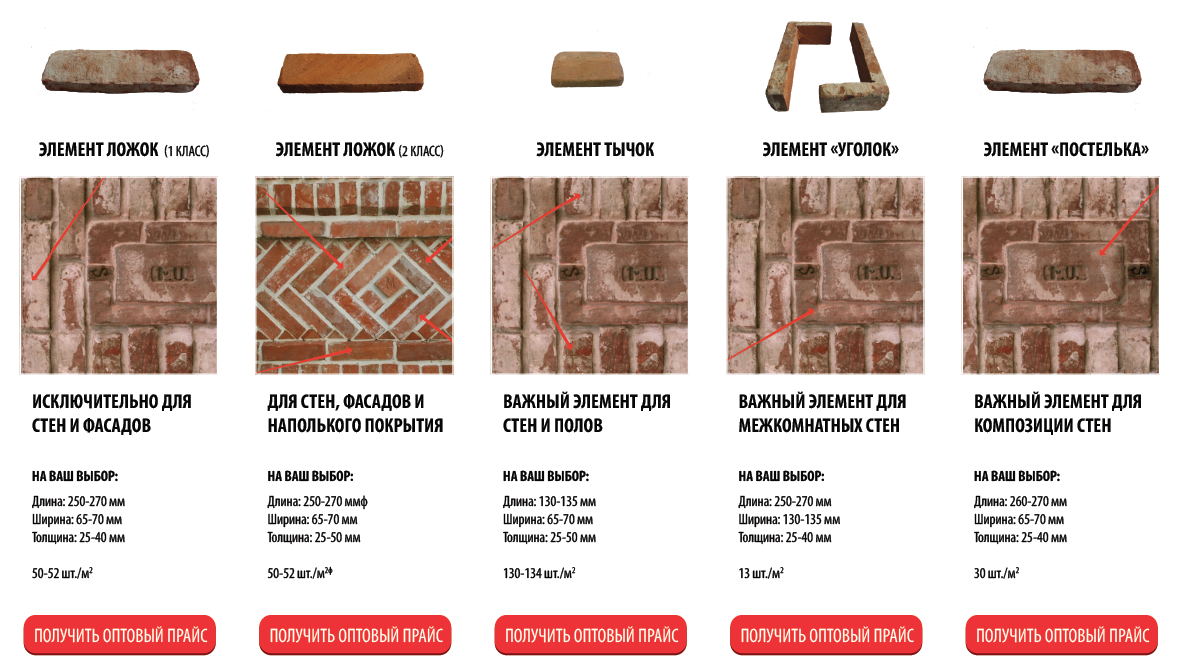 ЭЛЕМЕНТ ЛОЖОК (1 КЛАСС)
ЭЛЕМЕНТ ЛОЖОК (2 КЛАСС)
ЭЛЕМЕНТ ТЫЧОК
ЭЛЕМЕНТ «УГОЛОК»
ЭЛЕМЕНТ «ПОСТЕЛЬКА»
ИСКЛЮЧИТЕЛЬНО ДЛЯ
СТЕН И ФАСАДОВ
НА ВАШ ВЫБОР:
Длина: 250-270 мм
Ширина: 65-70 мм
Толщина: 25-40 мм
50-52 шт./м²
ПОЛУЧИТЬ ОПТОВЫЙ ПРАЙС
ДЛЯ СТЕН, ФАСАДОВ И
НАПОЛЬКОГО ПОКРЫТИЯ
НА ВАШ ВЫБОР:
Длина: 250-270 ммф
Ширина: 65-70 мм
Толщина: 25-50 мм
50-52 шт./м²ф
ПОЛУЧИТЬ ОПТОВЫЙ ПРАЙС
ВАЖНЫЙ ЭЛЕМЕНТ ДЛЯ
СТЕН И ПОЛОВ
НА ВАШ ВЫБОР:
Длина: 130-135 мм
Ширина: 65-70 мм
Толщина: 25-50 мм
130-134 шт./м²
ПОЛУЧИТЬ ОПТОВЫЙ ПРАЙС
ВАЖНЫЙ ЭЛЕМЕНТ ДЛЯ
МЕЖКОМНАТНЫХ СТЕН
НА ВАШ ВЫБОР:
Длина: 250-270 мм
Ширина: 130-135 мм
Толщина: 25-40 мм
13 шт./м²
ПОЛУЧИТЬ ОПТОВЫЙ ПРАЙС
ВАЖНЫЙ ЭЛЕМЕНТ ДЛЯ
КОМПОЗИЦИИ СТЕН
НА ВАШ ВЫБОР:
Длина: 260-270 мм
Ширина: 65-70 мм
Толщина: 25-40 мм
30 шт./м²
ПОЛУЧИТЬ ОПТОВЫЙ ПРАЙС